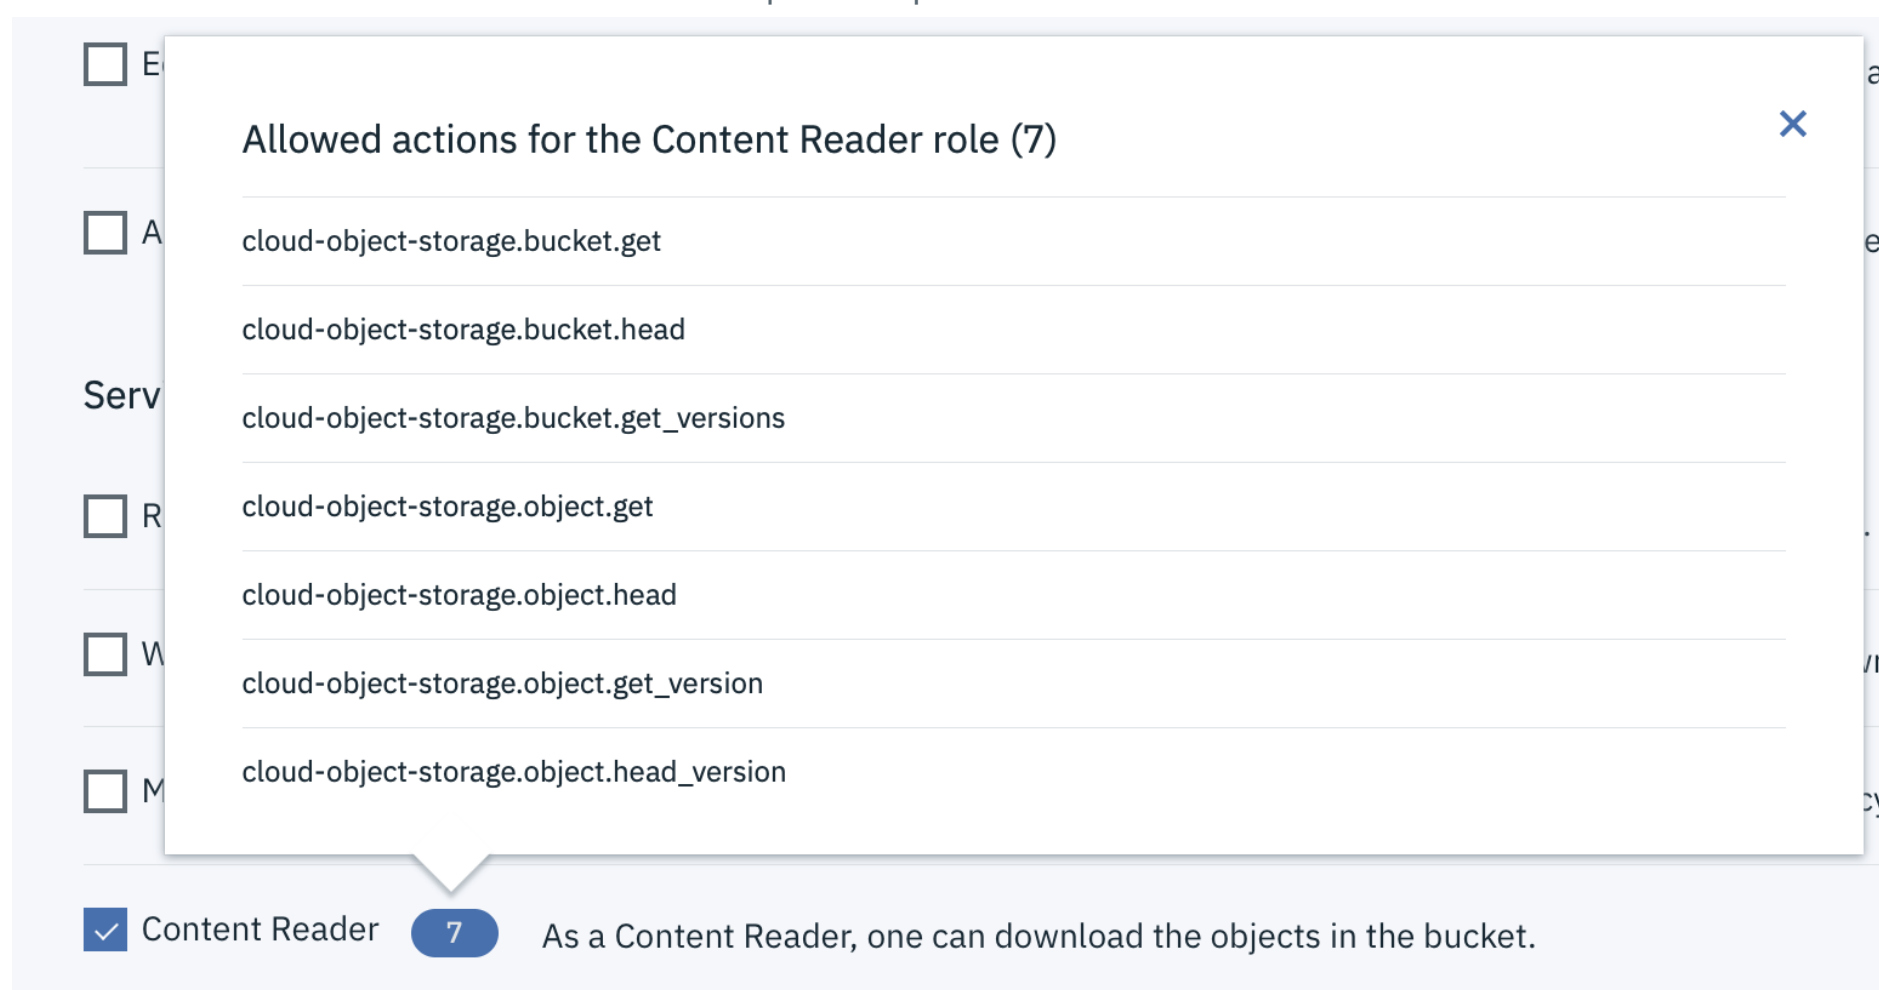 Allowed actions for the Content Reader role (7)
cloud-object-storage.bucket.get
cloud-object-storage.bucket.head
cloud-object-storage.bucket.get_versions
cloud-object-storage.object.get
cloud-object-storage.object.head
cloud-object-storage.object.get_version
cloud-object-storage.object.head_version
A
Serv
R
W
M
Content Reader 7 As a Content Reader, one can download the objects in the bucket.